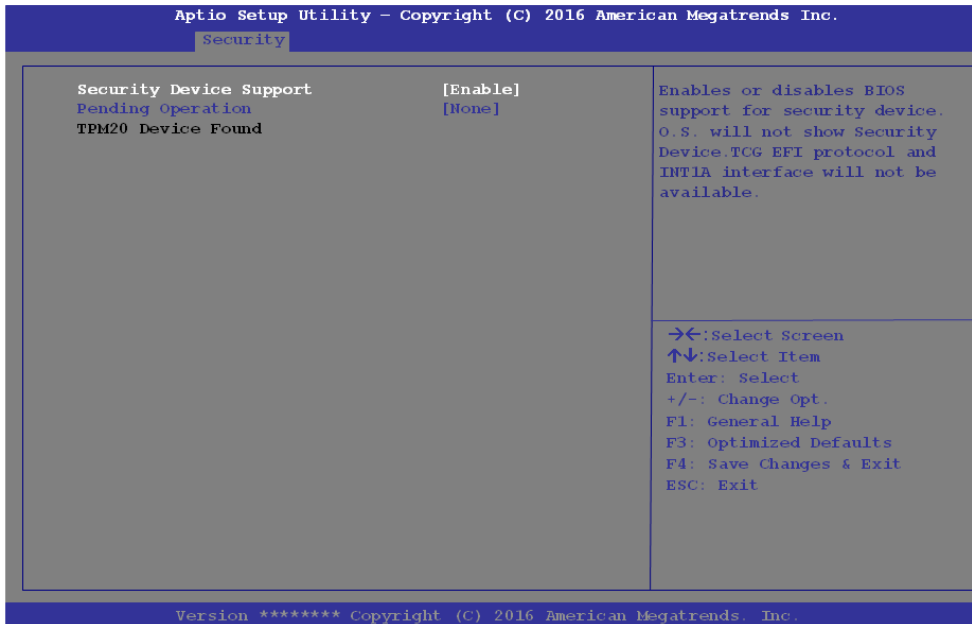 Aptio Setup Utility – Copyright (C) 2016 American Megatrends Inc.
Security
Security Device Support [Enable]
Pending Operation [None]
TPM20 Device Found
Enables or disables BIOS
support for security device.
O.S. will not show Security
Device.TCG EFI protocol and
INT1A interface will not be
available.
→←:Select Screen
↑↓:Select Item
Enter: Select
+/-: Change Opt.
F1: General Help
F3: Optimized Defaults
F4: Save Changes & Exit
ESC: Exit
Version ******** Copyright (C) 2016 American Megatrends. Inc.